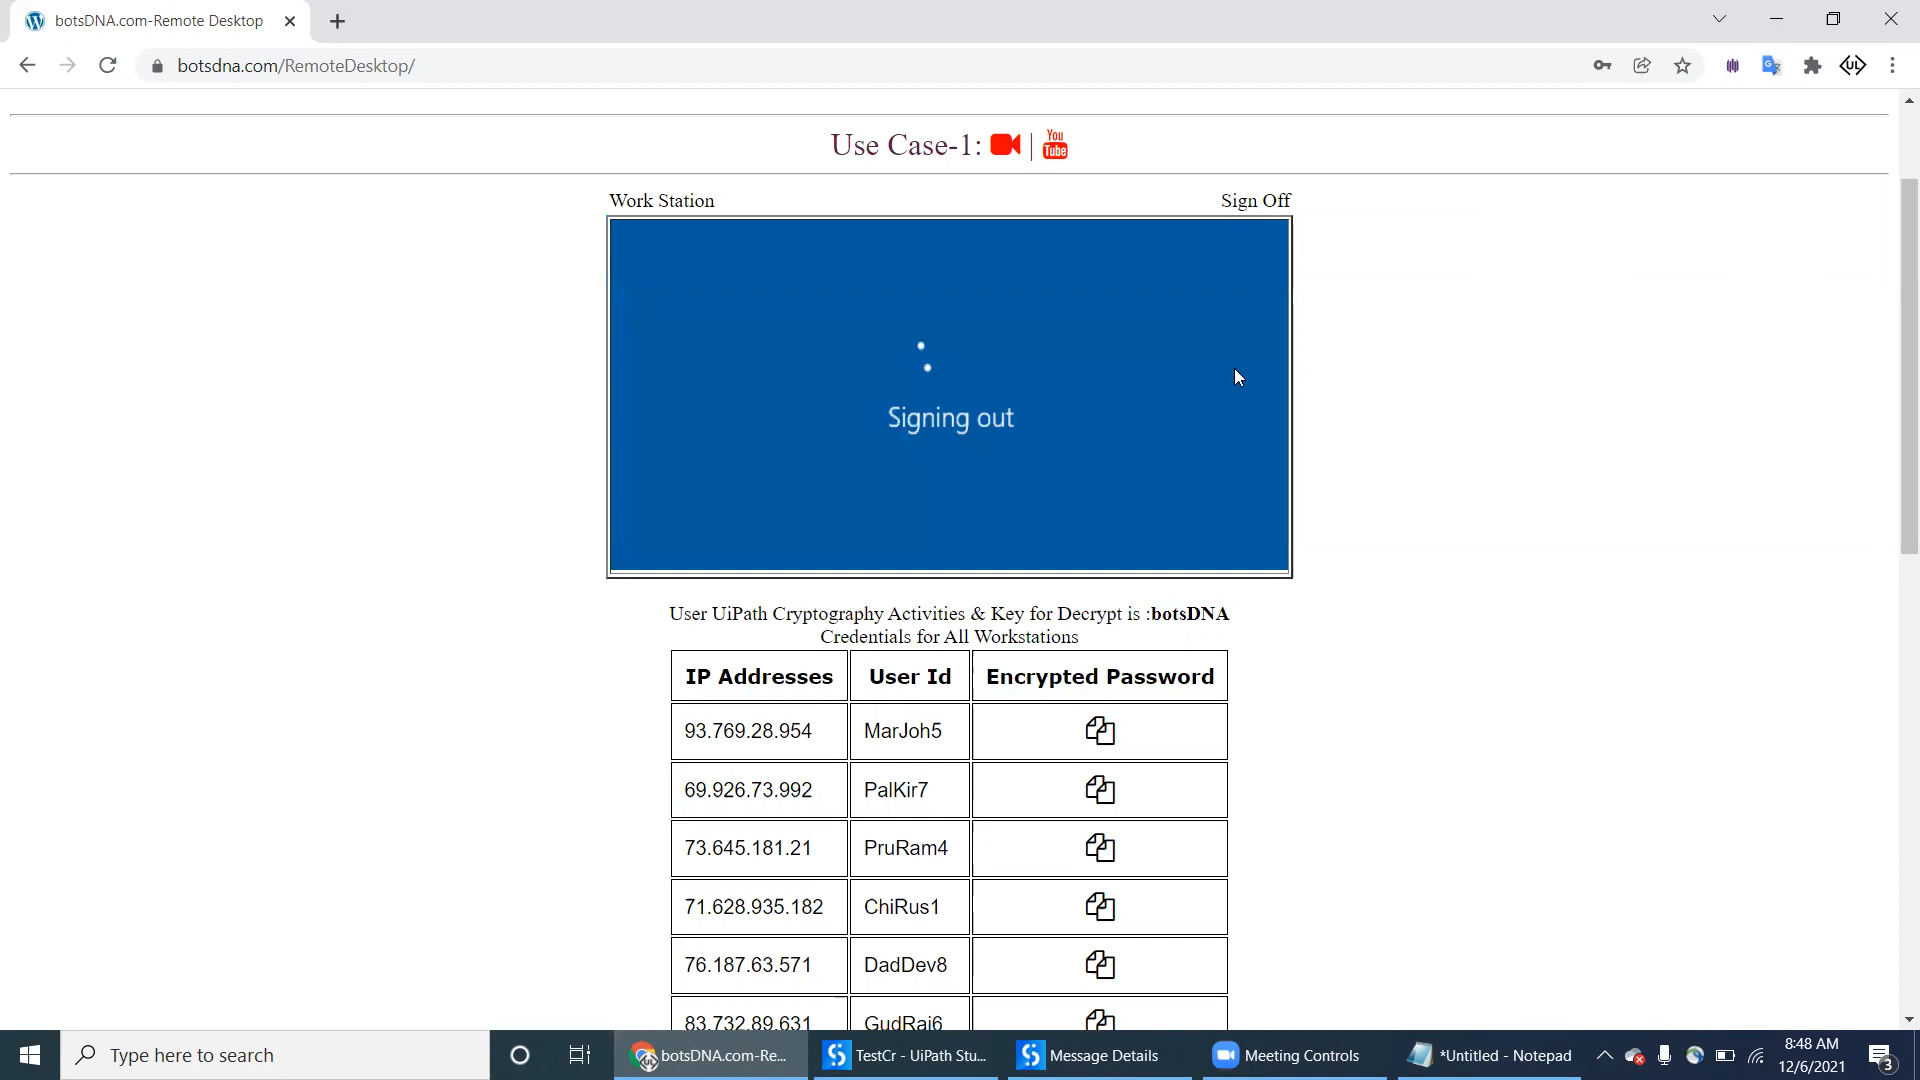 botsDNA.com-Remote Desktop
botsdna.com/RemoteDesktop/
Use Case-1: | You Tube
Work Station Sign Off
Signing out
User UiPath Cryptography Activities & Key for Decrypt is :botsDNA
Credentials for All Workstations
IP Addresses User Id Encrypted Password
93.769.28.954 MarJoh5
69.926.73.992 PalKir7
73.645.181.21 PruRam4
71.628.935.182 ChiRus1
76.187.63.571 DadDev8
83.732.89.631 GudRai6
Type here to search botsDNA.com-Re... TestCr - UiPath Stu... Message Details Meeting Controls *Untitled - Notepad 8:48 AM
12/6/2021 3